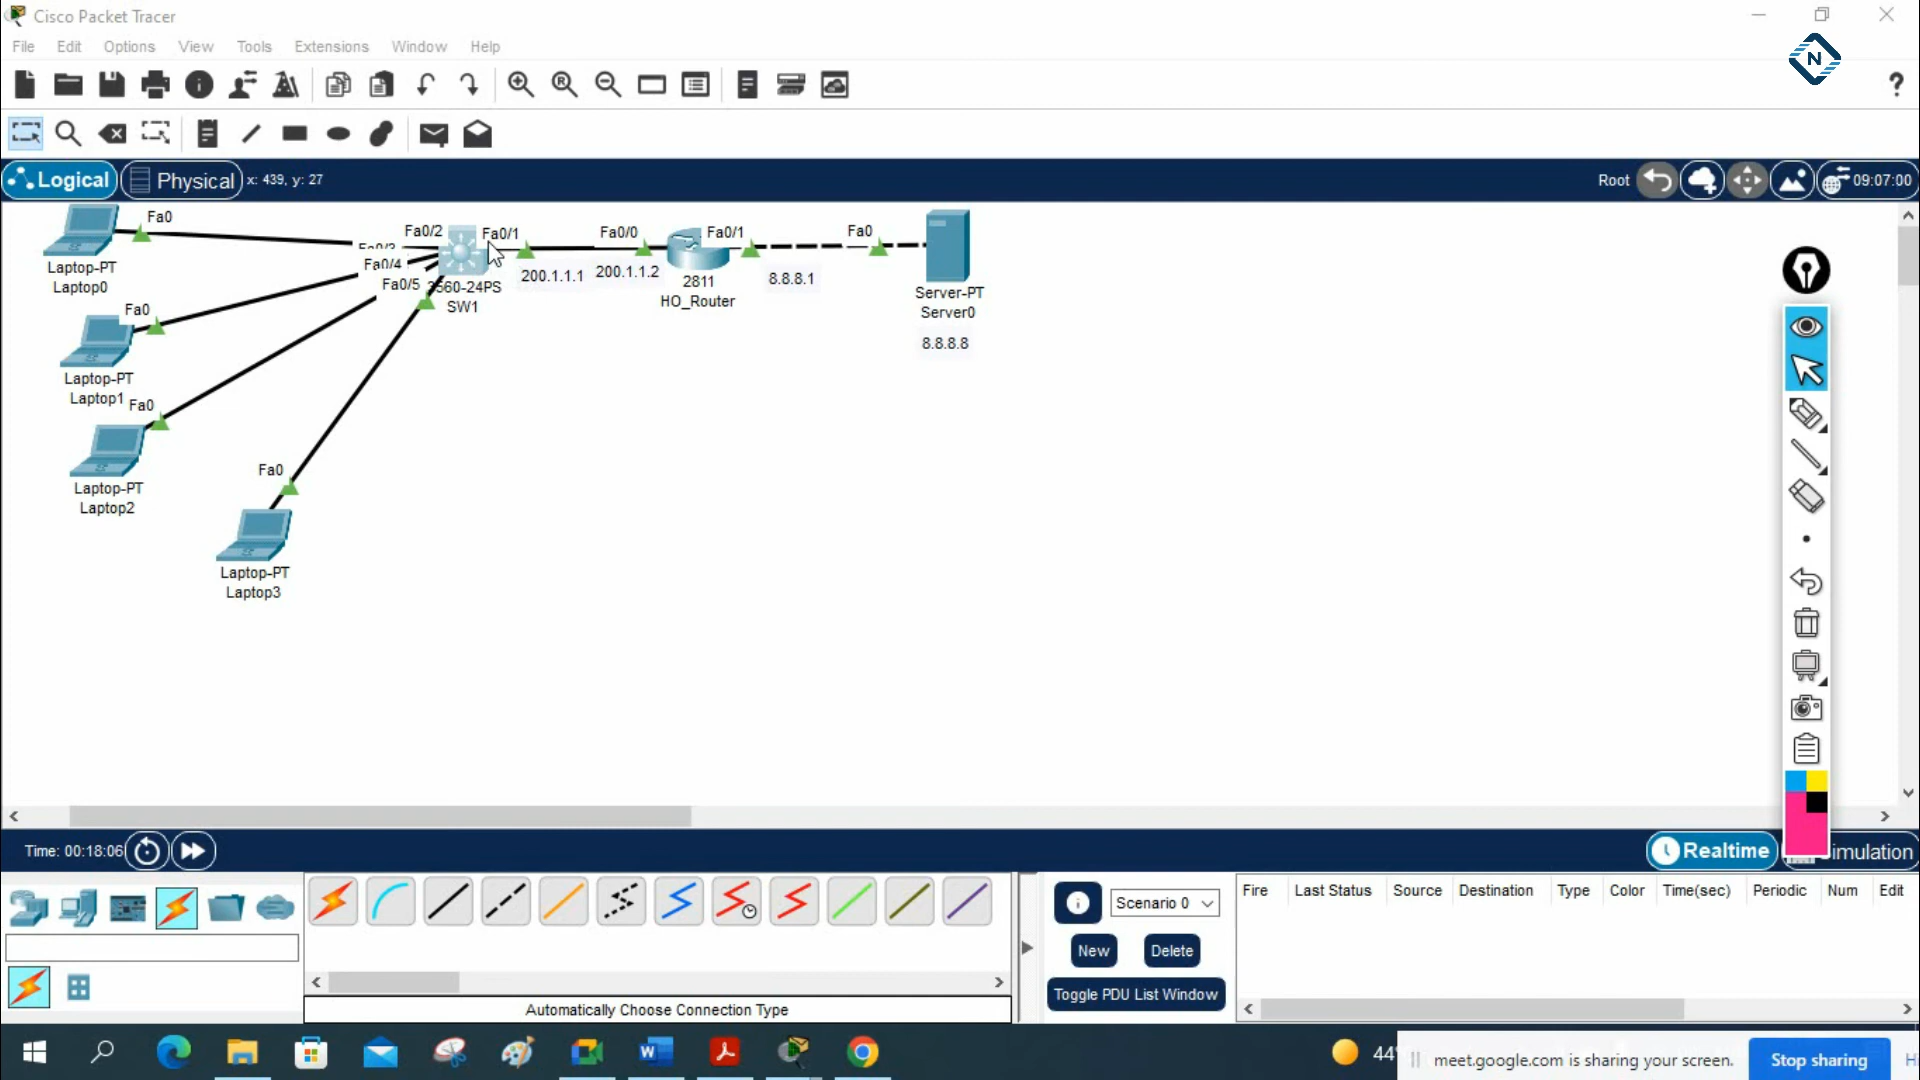 Cisco Packet Tracer
File Edit Options View Tools Extensions Window Help
N
?
Logical Physical x: 439, y: 27 Root 09:07:00
Fa0
Fa0/2
Fa0/1
Fa0/0
Fa0/1
Fa0
Fa0/3
Fa0/4
Fa0/5
Laptop-PT
Laptop0
3560-24PS
SW1
200.1.1.1
200.1.1.2
2811
HO_Router
8.8.8.1
Server-PT
Server0
8.8.8.8
Fa0
Laptop-PT
Laptop1
Fa0
Laptop-PT
Laptop2
Fa0
Laptop-PT
Laptop3
Time: 00:18:06
Realtime
imulation
Scenario 0
New Delete
Toggle PDU List Window
Fire Last Status Source Destination Type Color Time(sec) Periodic Num Edit
Automatically Choose Connection Type
44°
meet.google.com is sharing your screen. Stop sharing